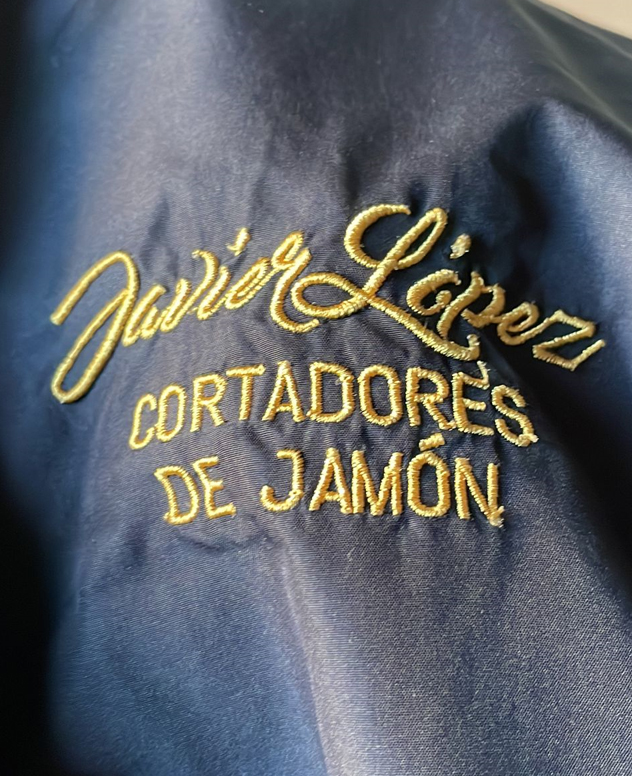 Javier López
CORTADORES
DE JAMÓN